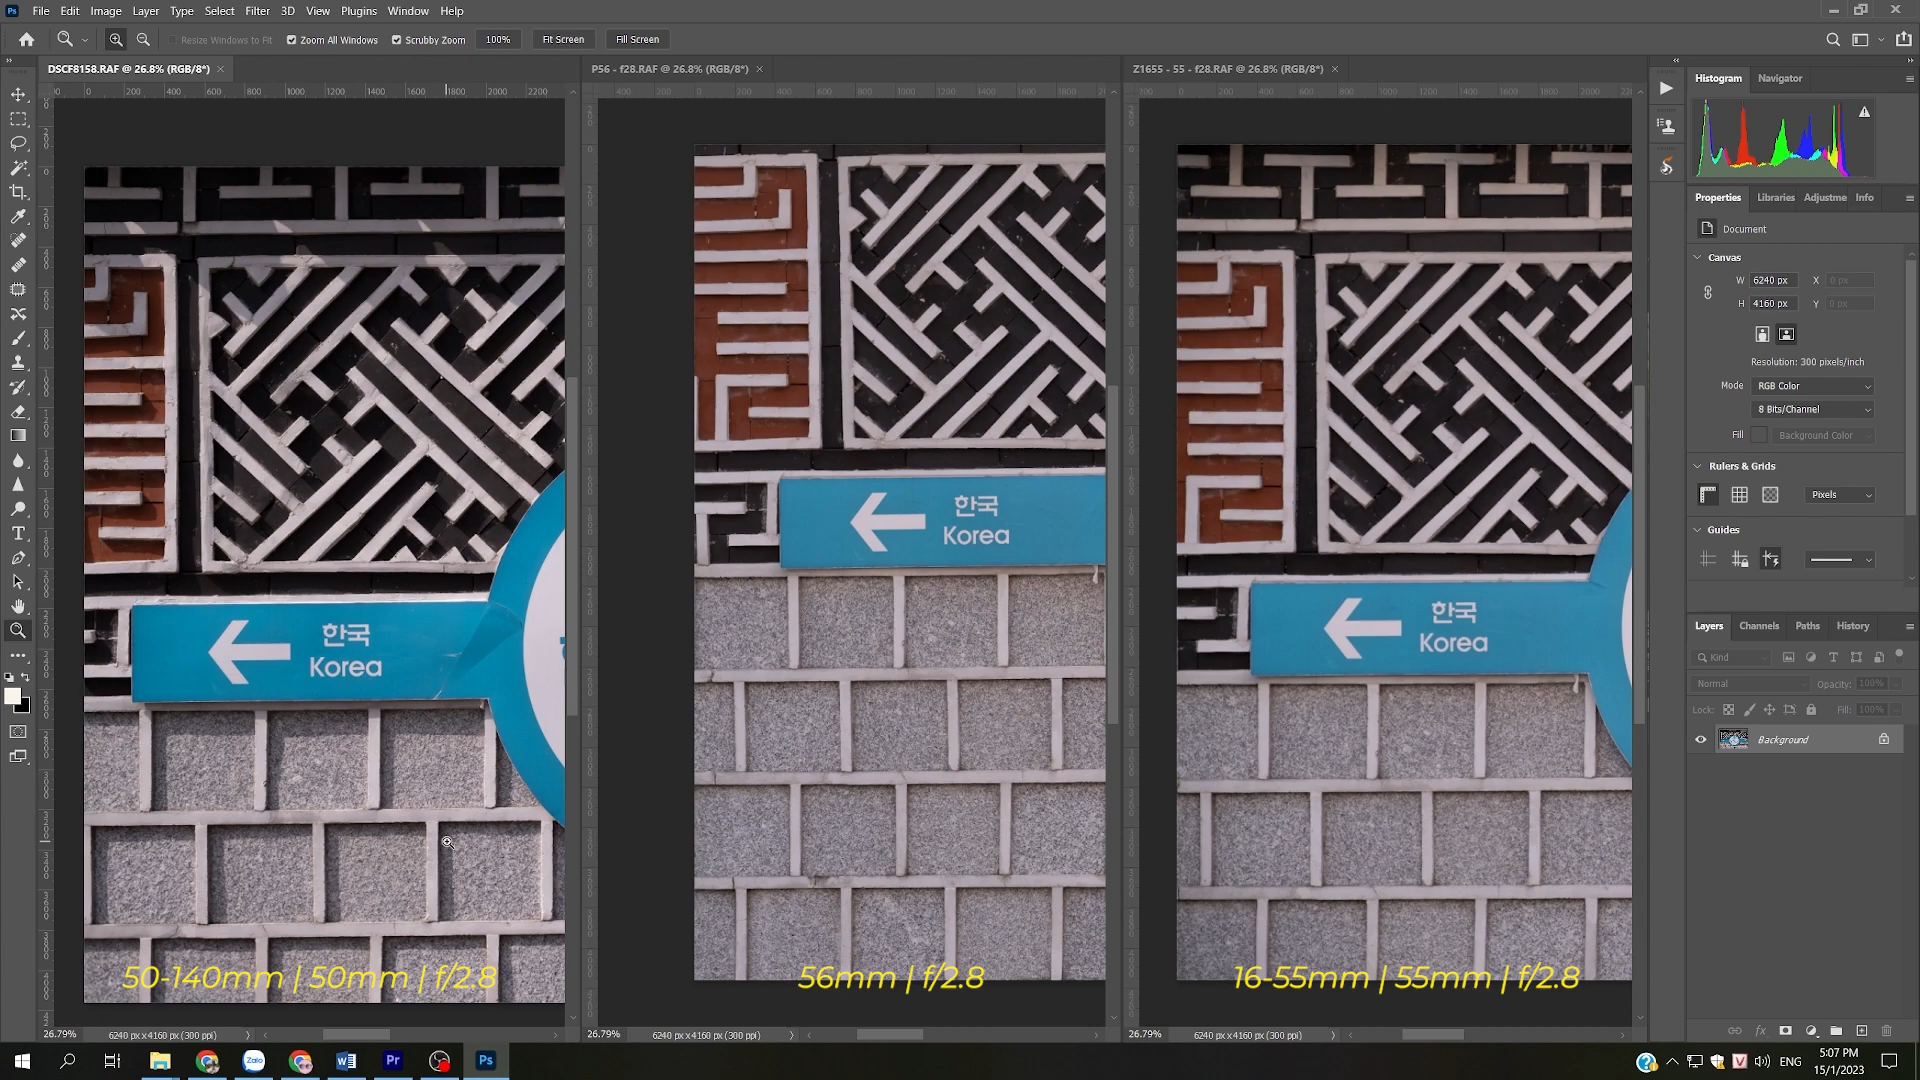 File Edit Image Layer Type Select Filter 3D View Plugins Window Help
Resize Windows to Fit Zoom All Windows Scrubby Zoom 100% Fit Screen Fill Screen
DSCF8158.RAF @ 26.8% (RGB/8*) ×
P56 - f28.RAF @ 26.8% (RGB/8*) ×
Z1655 - 55 - f28.RAF @ 26.8% (RGB/8*) ×
한국
Korea
50-140mm | 50mm | f/2.8
한국
Korea
56mm | f/2.8
한국
Korea
16-55mm | 55mm | f/2.8
26.79% 6240 px x 4160 px (300 ppi)
26.79% 6240 px x 4160 px (300 ppi)
26.79% 6240 px x 4160 px (300 ppi)
Histogram Navigator
Properties Libraries Adjustme Info
Document
Canvas
W 6240 px X 0 px
H 4160 px Y 0 px
Resolution: 300 pixels/inch
Mode RGB Color
8 Bits/Channel
Fill Background Color
Rulers & Grids
Pixels
Guides
Layers Channels Paths History
Kind
Normal Opacity: 100%
Lock: Fill: 100%
Background
ENG
5:07 PM
15/1/2023